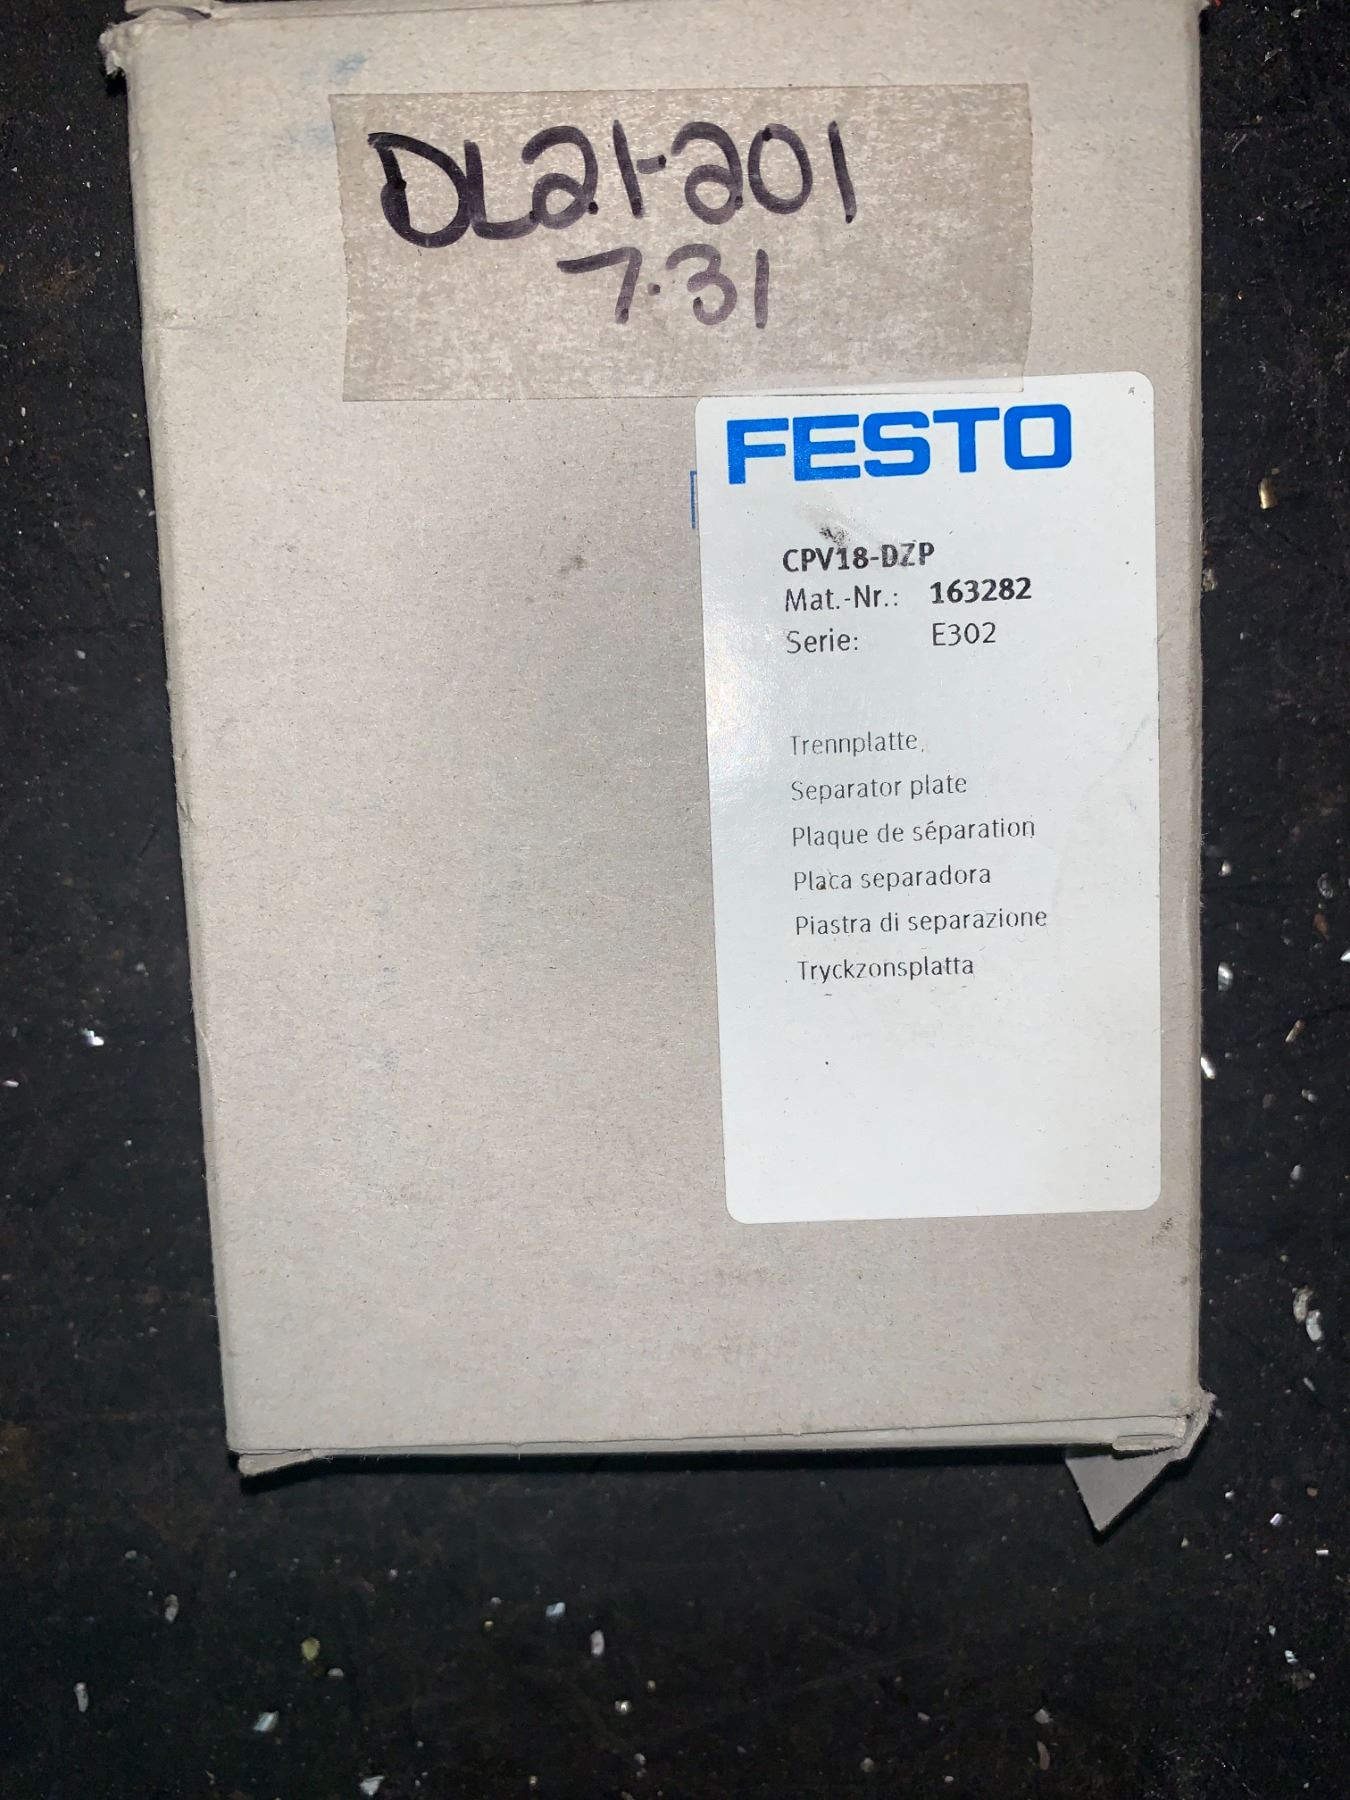 DL21-201
7.31
FESTO
CPV18-DZP
Mat.-Nr.: 163282
Serie: E302
Trennplatte
Separator plate
Plaque de séparation
Placa separadora
Piastra di separazione
Tryckzonsplatta